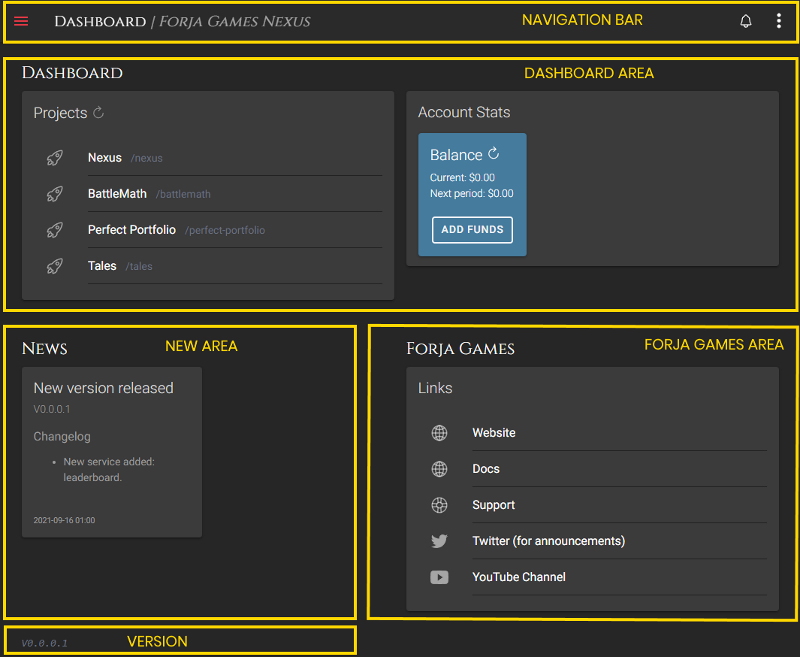 Dashboard | Forja Games Nexus
NAVIGATION BAR
Dashboard
DASHBOARD AREA
Projects
Nexus /nexus
BattleMath /battlemath
Perfect Portfolio /perfect-portfolio
Tales /tales
Account Stats
Balance
Current: $0.00
Next period: $0.00
ADD FUNDS
News
NEW AREA
New version released
V0.0.0.1
Changelog
• New service added:
leaderboard.
2021-09-16 01:00
Forja Games
FORJA GAMES AREA
Links
Website
Docs
Support
Twitter (for announcements)
YouTube Channel
V0.0.0.1
VERSION